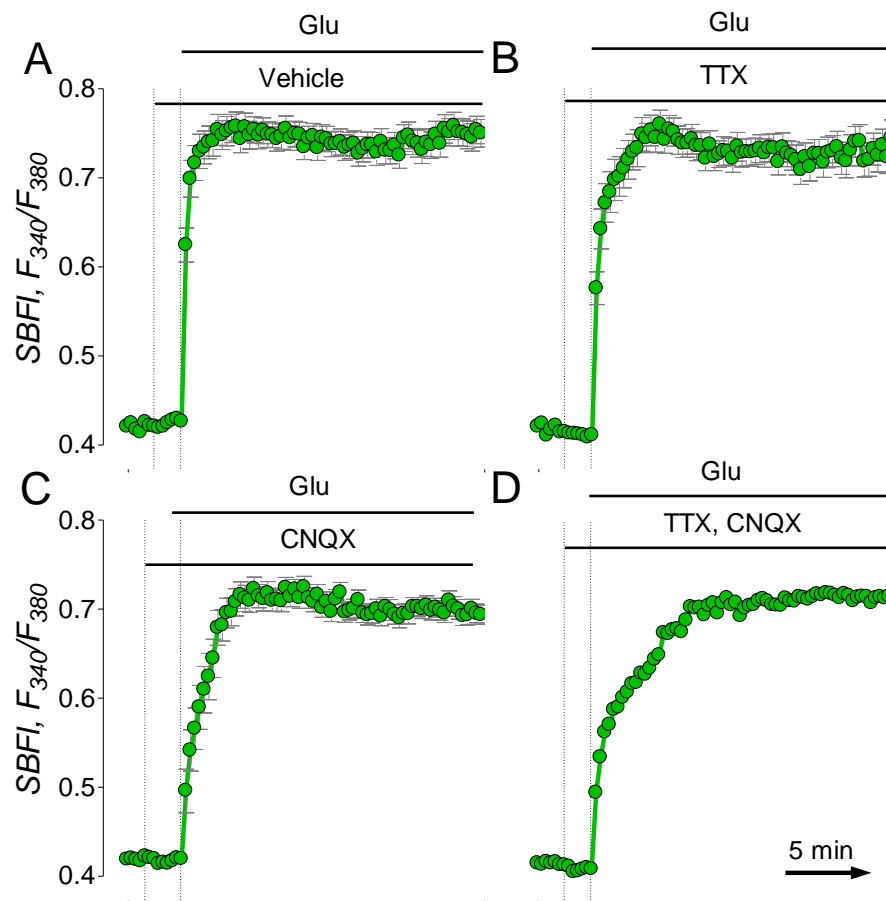 Glu
Glu
A
B
Vehicle
TTX
0.8
0.7
0.6
0.5
0.4
SBFI, F340/F380
Glu
Glu
C
D
CNQX
TTX, CNQX
0.8
0.7
0.6
0.5
0.4
SBFI, F340/F380
5 min